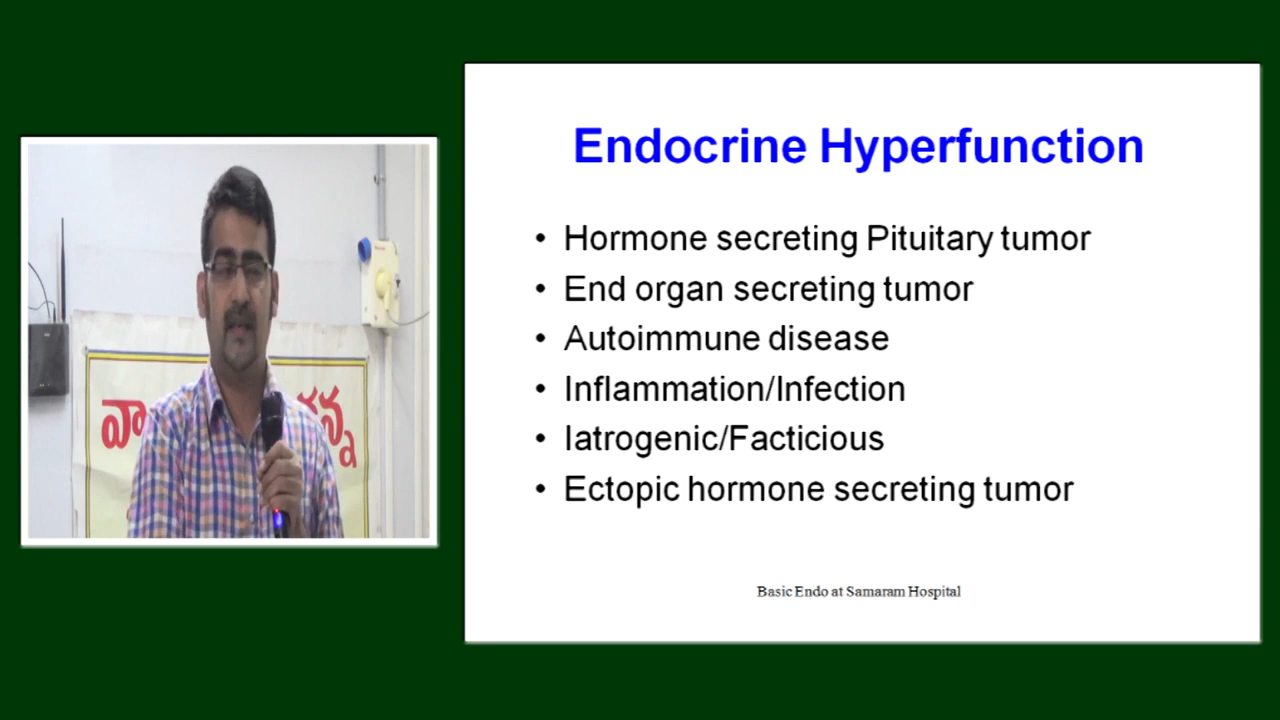 Endocrine Hyperfunction
• Hormone secreting Pituitary tumor
• End organ secreting tumor
• Autoimmune disease
• Inflammation/Infection
• Iatrogenic/Facticious
• Ectopic hormone secreting tumor
Basic Endo at Samaram Hospital